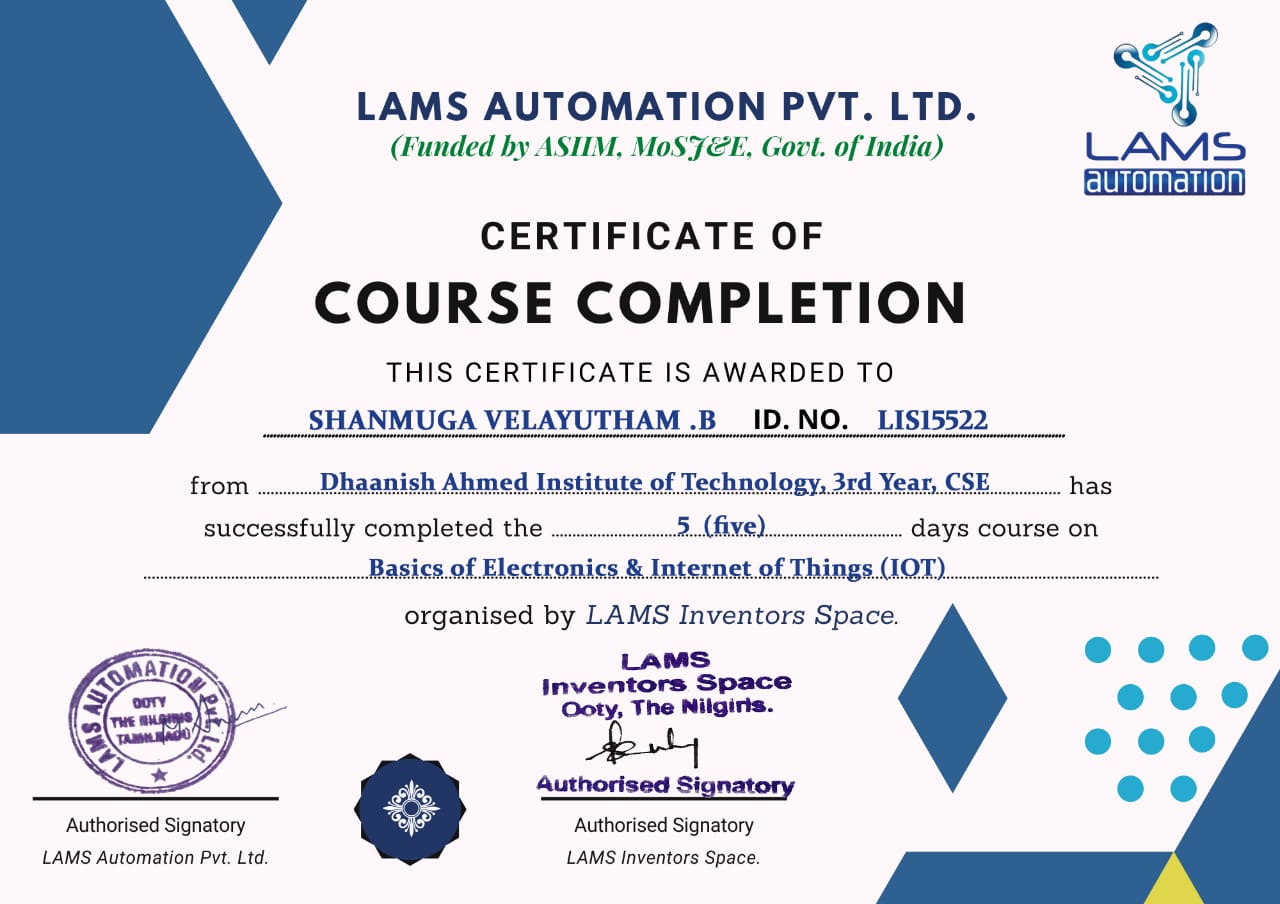 LAMS AUTOMATION PVT. LTD.
(Funded by ASIIM, MoSJ&E, Govt. of India)
LAMS
automation
CERTIFICATE OF
COURSE COMPLETION
THIS CERTIFICATE IS AWARDED TO
SHANMUGA VELAYUTHAM .B ID. NO. LIS15522
from Dhaanish Ahmed Institute of Technology, 3rd Year, CSE has
successfully completed the 5 (five) days course on
Basics of Electronics & Internet of Things (IOT)
organised by LAMS Inventors Space.
LAMS AUTOMATION Pvt. Ltd.
OOTY
THE NILGIRIS
TAMILNADU
LAMS
Inventors Space
Ooty, The Nilgiris.
Authorised Signatory
Authorised Signatory
LAMS Automation Pvt. Ltd.
Authorised Signatory
LAMS Inventors Space.